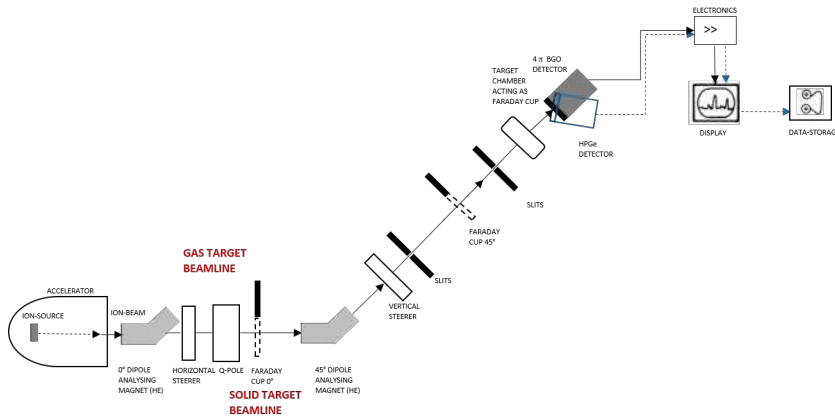 ELECTRONICS
>>
4 π BGO
DETECTOR
TARGET
CHAMBER
ACTING AS
FARADAY CUP
HPGe
DETECTOR
DISPLAY
DATA-STORAG
SLITS
FARADAY
CUP 45°
SLITS
VERTICAL
STEERER
GAS TARGET
BEAMLINE
ACCELERATOR
ION-SOURCE
ION-BEAM
0° DIPOLE
ANALYSING
MAGNET (HE)
HORIZONTAL
STEERER
Q-POLE
FARADAY
CUP 0°
45° DIPOLE
ANALYSING
MAGNET (HE)
SOLID TARGET
BEAMLINE